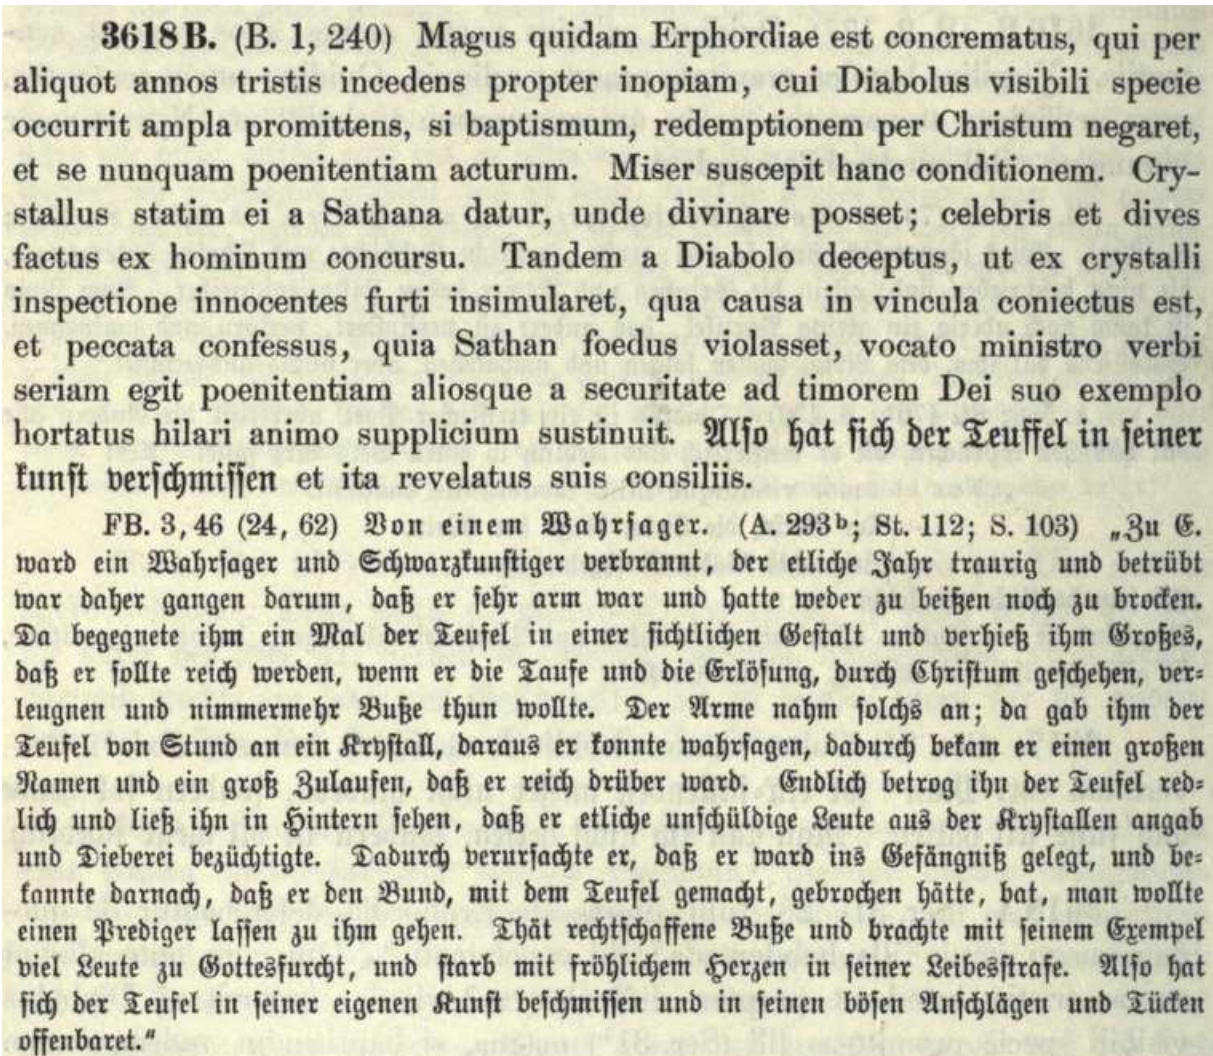 3618 B. (B. 1, 240) Magus quidam Erphordiae est concrematus, qui per
aliquot annos tristis incedens propter inopiam, cui Diabolus visibili specie
occurrit ampla promittens, si baptismum, redemptionem per Christum negaret,
et se nunquam poenitentiam acturum. Miser suscepit hanc conditionem. Cry-
stallus statim ei a Sathana datur, unde divinare posset; celebris et dives
factus ex hominum concursu. Tandem a Diabolo deceptus, ut ex crystalli
inspectione innocentes furti insimularet, qua causa in vincula coniectus est,
et peccata confessus, quia Sathan foedus violasset, vocato ministro verbi
seriam egit poenitentiam aliosque a securitate ad timorem Dei suo exemplo
hortatus hilari animo supplicium sustinuit. Also hat sich der Teuffel in seiner
kunst verschmissen et ita revelatus suis consiliis.
FB. 3, 46 (24, 62) Von einem Wahrsager. (A. 293ᵇ; St. 112; S. 103) „Zu E.
ward ein Wahrsager und Schwarzkunstiger verbrannt, der etliche Jahr traurig und betrübt
war daher gangen darum, daß er sehr arm war und hatte weder zu beißen noch zu brocken.
Da begegnete ihm ein Mal der Teufel in einer sichtlichen Gestalt und verhieß ihm Großes,
daß er sollte reich werden, wenn er die Taufe und die Erlösung, durch Christum geschehen, ver-
leugnen und nimmermehr Buße thun wollte. Der Arme nahm solchs an; da gab ihm der
Teufel von Stund an ein Krystall, daraus er konnte wahrsagen, dadurch bekam er einen großen
Namen und ein groß Zulaufen, daß er reich drüber ward. Endlich betrog ihn der Teufel red-
lich und ließ ihn in Hintern sehen, daß er etliche unschüldige Leute aus der Krystallen angab
und Dieberei bezüchtigte. Dadurch verursachte er, daß er ward ins Gefängniß gelegt, und be-
kannte darnach, daß er den Bund, mit dem Teufel gemacht, gebrochen hätte, bat, man wollte
einen Prediger lassen zu ihm gehen. Thät rechtschaffene Buße und brachte mit seinem Exempel
viel Leute zu Gottesfurcht, und starb mit fröhlichem Herzen in seiner Leibesstrafe. Also hat
sich der Teufel in seiner eigenen Kunst beschmissen und in seinen bösen Anschlägen und Tücken
offenbaret.“